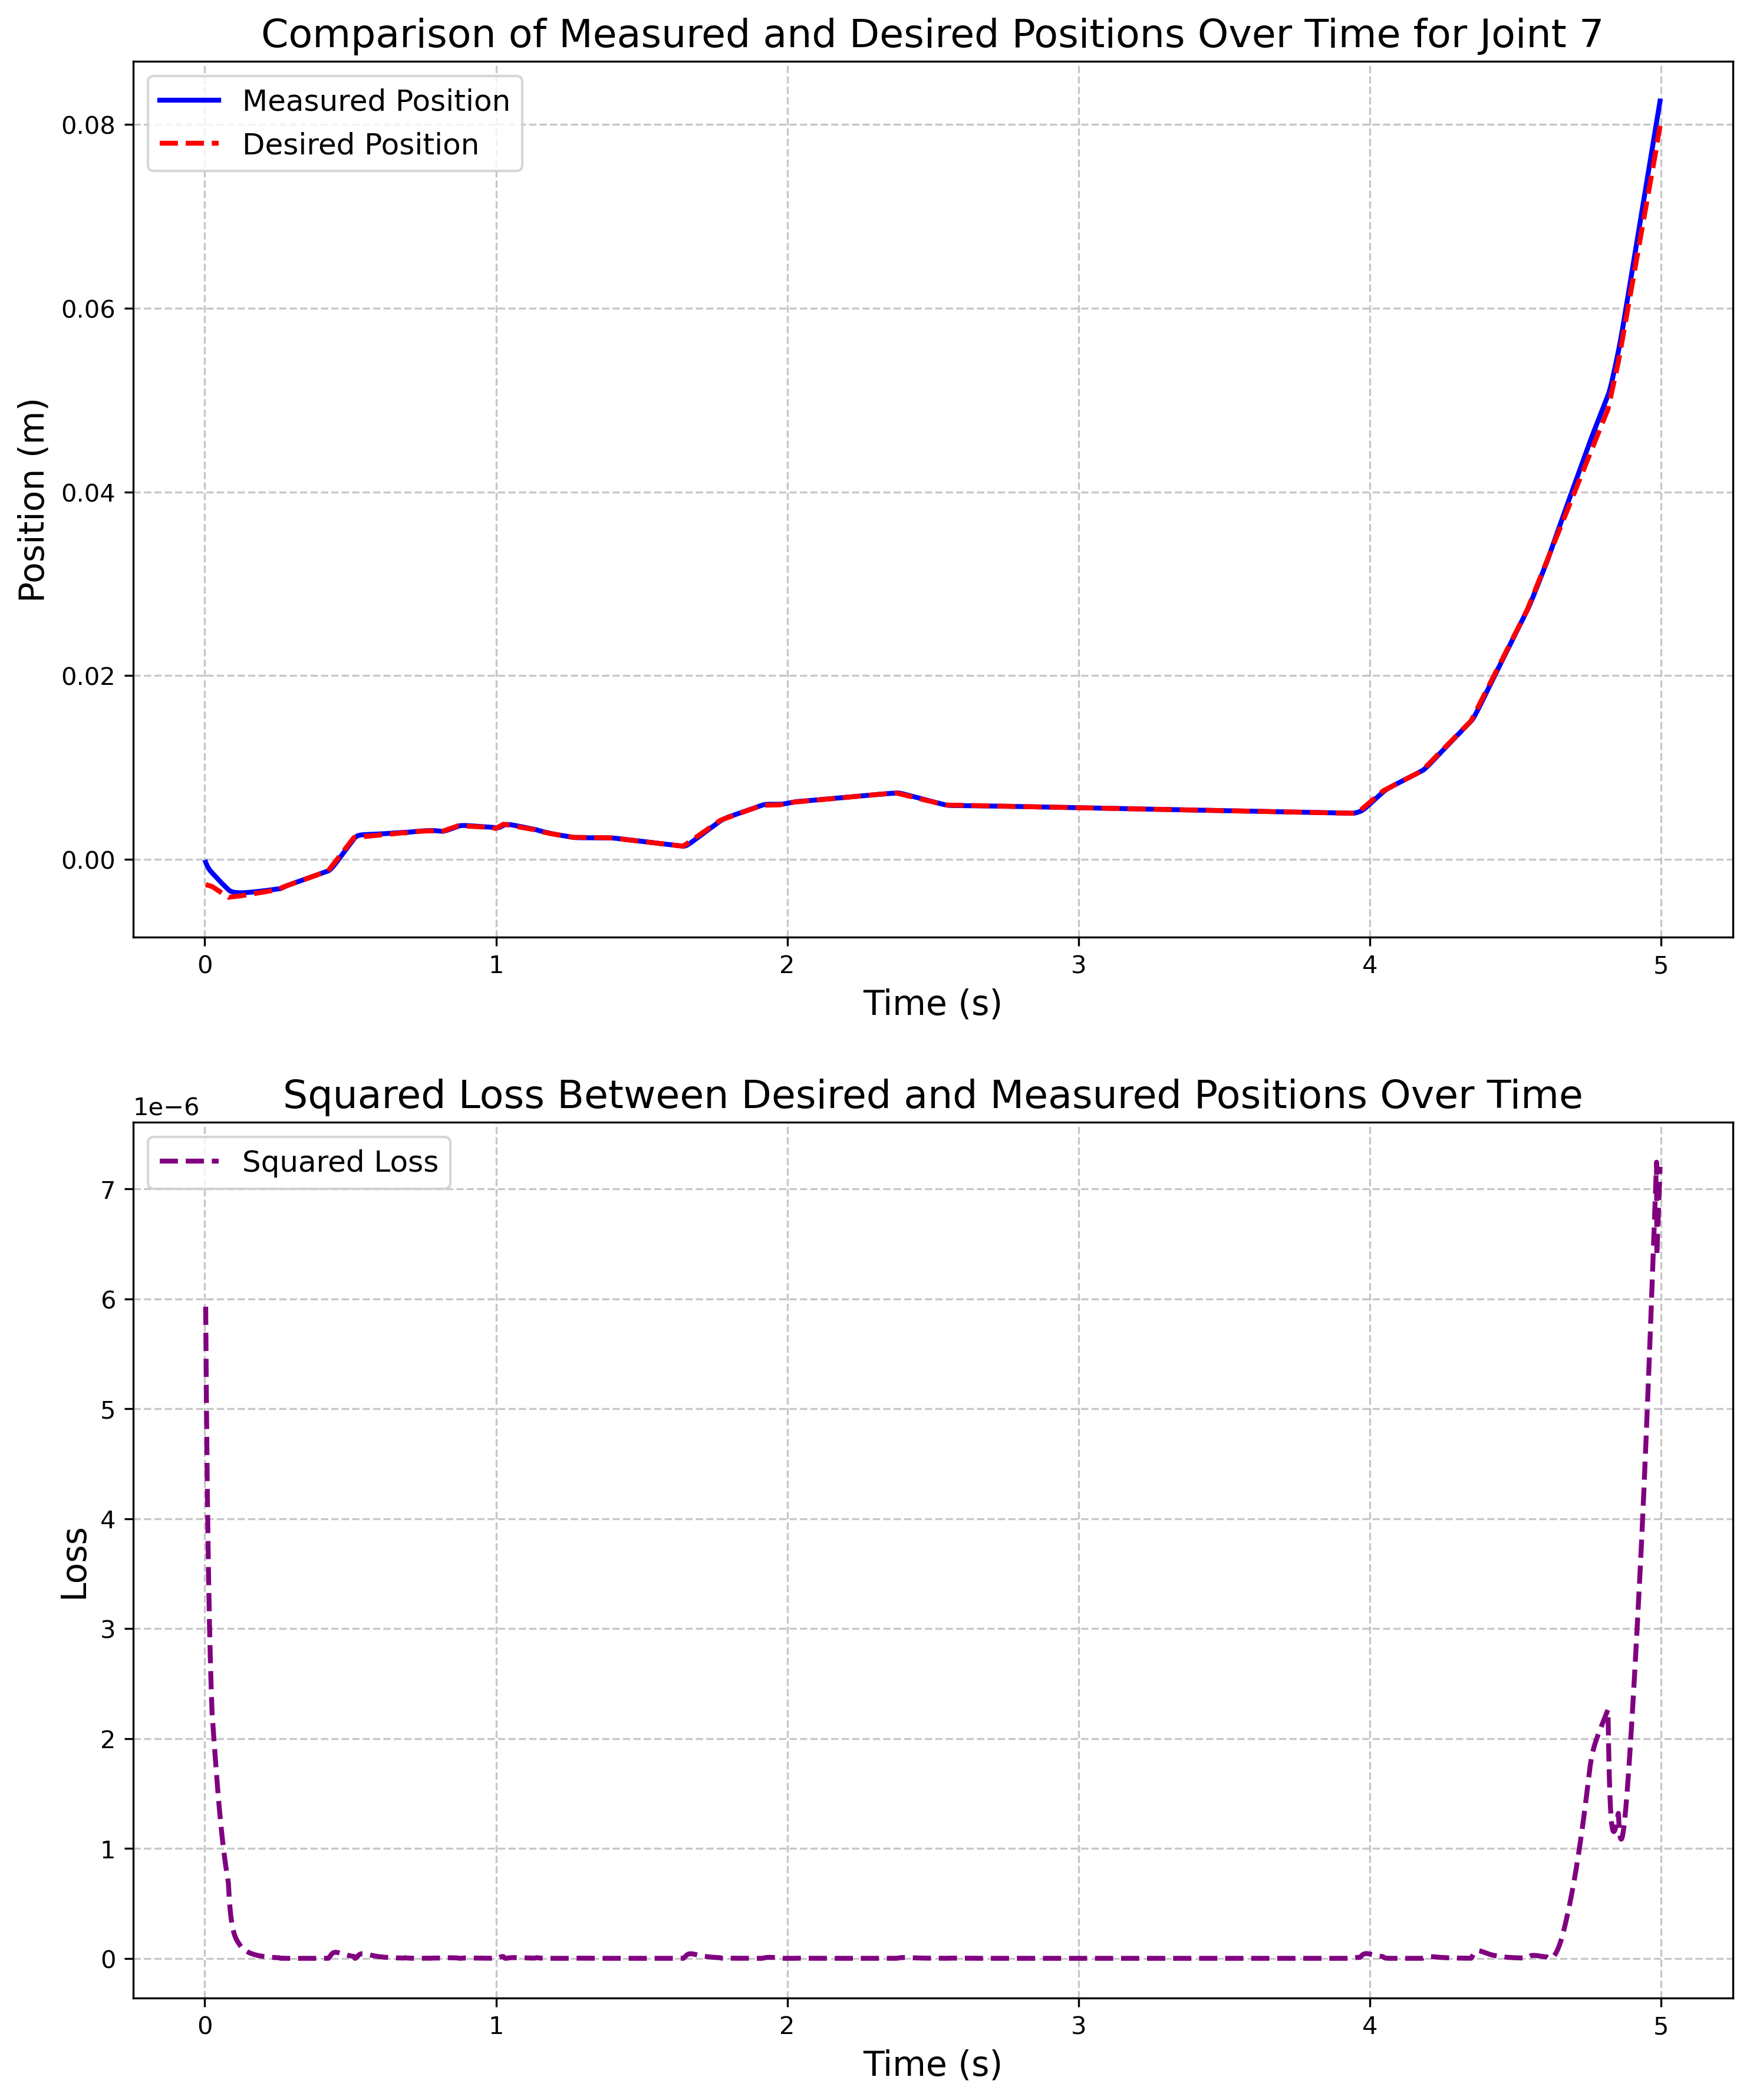 Comparison of Measured and Desired Positions Over Time for Joint 7
Measured Position
Desired Position
0.08
0.06
0.04
0.02
0.00
Position (m)
0 1 2 3 4 5
Time (s)
Squared Loss Between Desired and Measured Positions Over Time
1e−6
Squared Loss
7
6
5
4
3
2
1
0
Loss
0 1 2 3 4 5
Time (s)